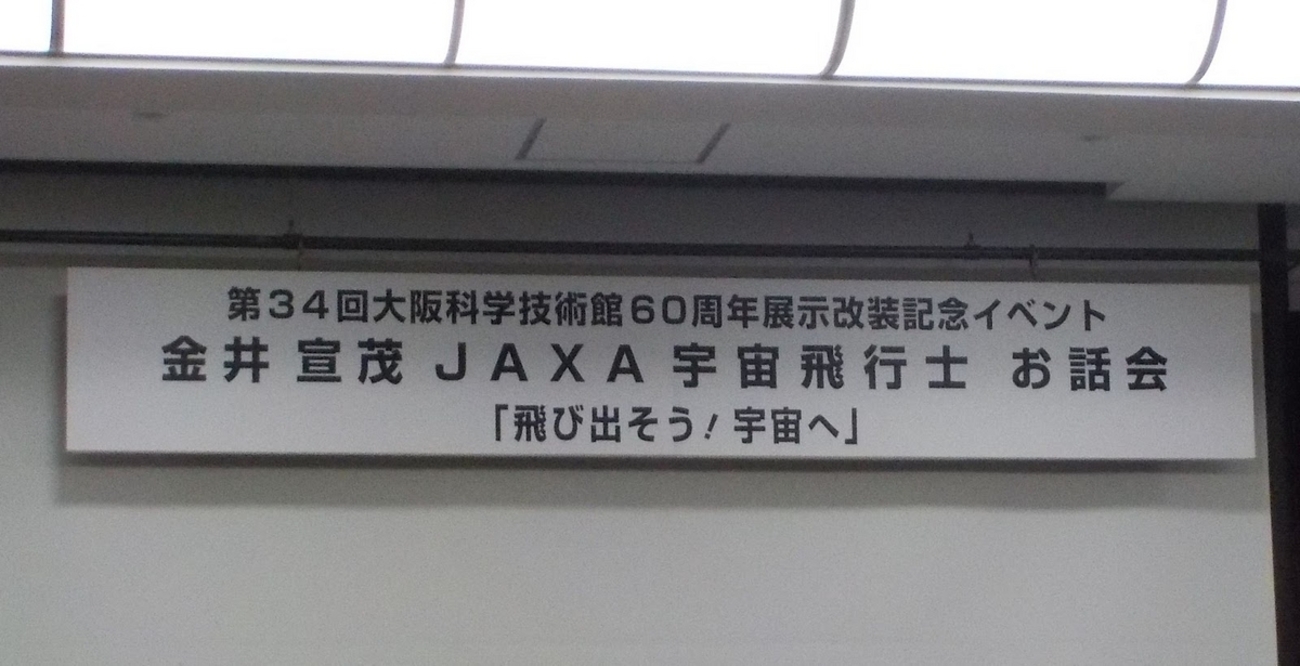 第34回大阪科学技術館60周年展示改装記念イベント
金井 宣茂 JAXA 宇宙飛行士 お話会
「飛び出そう！宇宙へ」